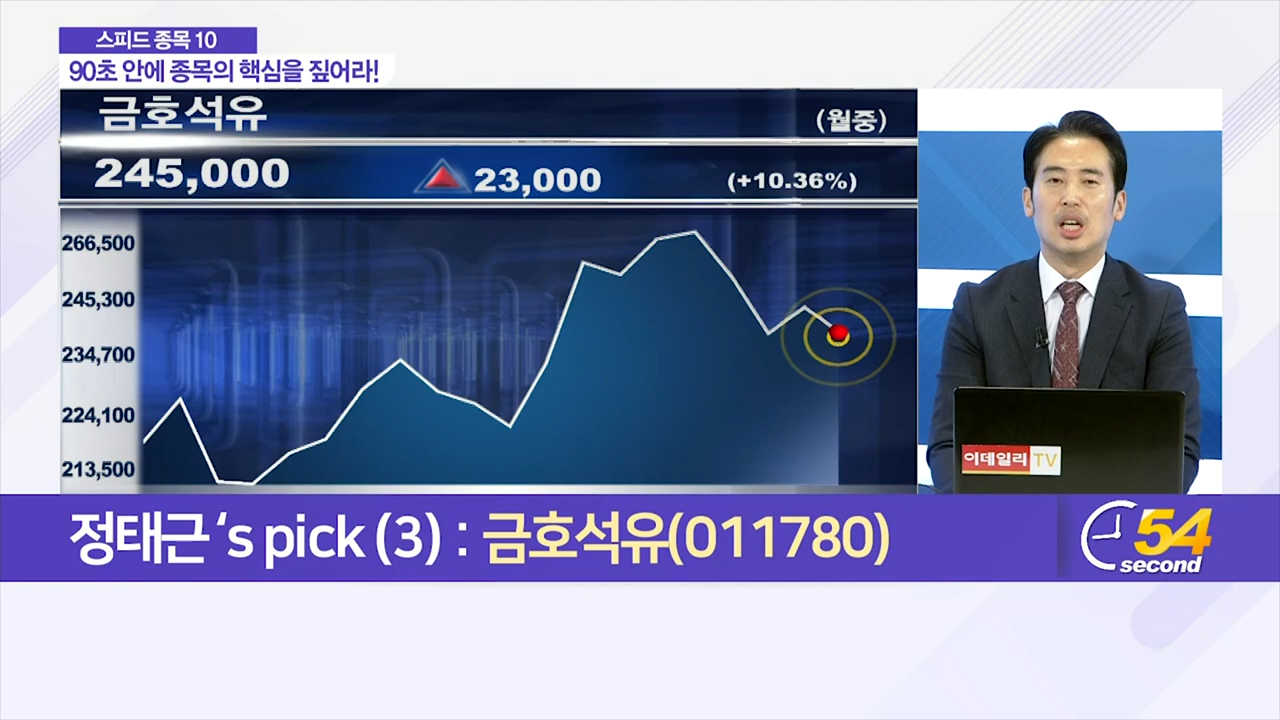 스피드 종목 10
90초 안에 종목의 핵심을 짚어라!
금호석유
(월중)
245,000
23,000
(+10.36%)
266,500
245,300
234,700
224,100
213,500
이데일리TV
정태근 ‘s pick (3) : 금호석유(011780)
54
second